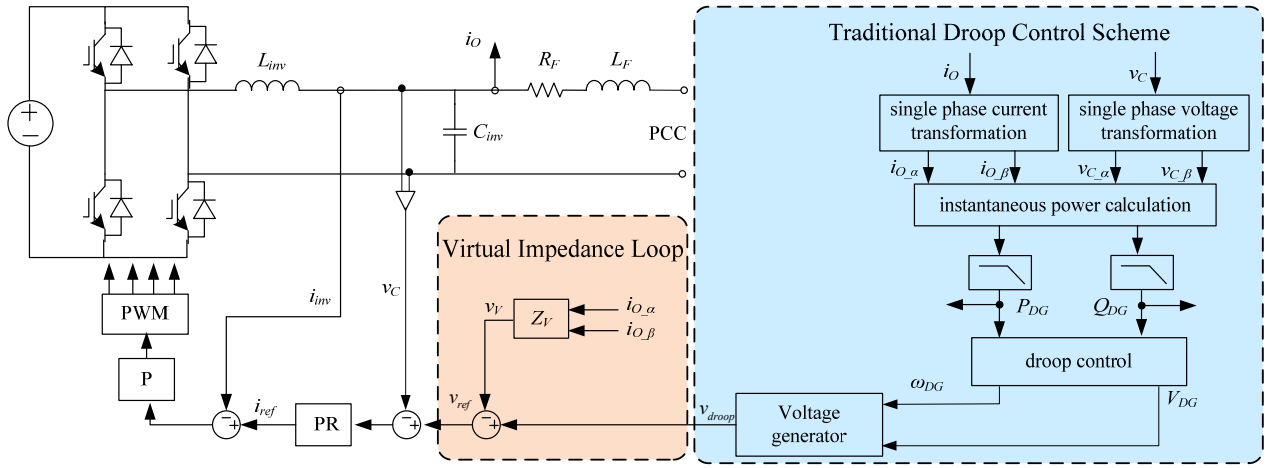 Traditional Droop Control Scheme
i_O
R_F
L_F
L_inv
C_inv
PCC
i_O
v_C
single phase current
transformation
single phase voltage
transformation
i_O_α
i_O_β
v_C_α
v_C_β
instantaneous power calculation
P_DG
Q_DG
droop control
ω_DG
V_DG
Voltage
generator
v_droop
Virtual Impedance Loop
v_V
Z_V
i_O_α
i_O_β
v_ref
i_inv
v_C
PWM
P
i_ref
PR